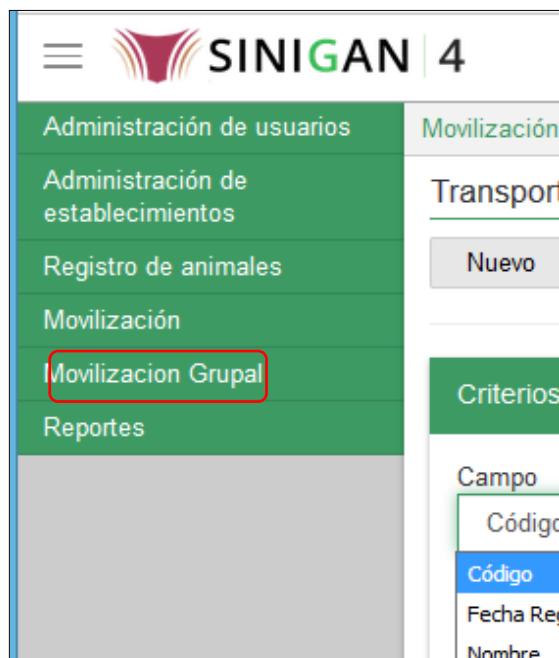 SINIGAN 4
Administración de usuarios
Administración de
establecimientos
Registro de animales
Movilización
Movilizacion Grupal
Reportes
Movilización
Nuevo
Criterios
Campo
Código
Fecha
Nombre